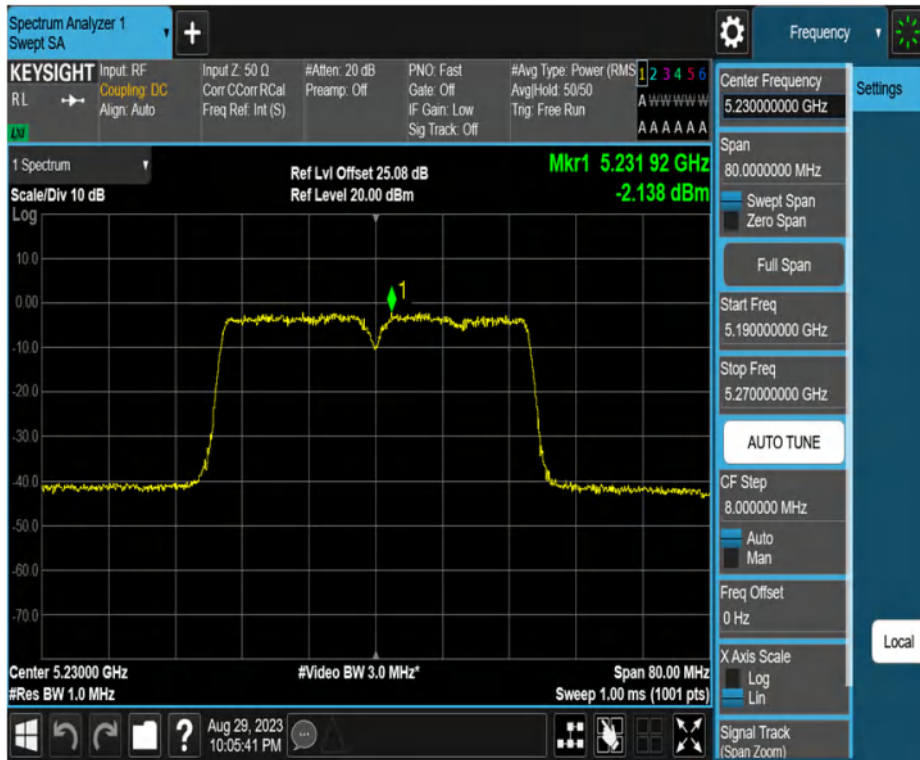 Spectrum Analyzer 1
Swept SA
+
Frequency
KEYSIGHT
RL
LXI
Input: RF
Coupling: DC
Align: Auto
Input Z: 50 Ω
Corr CCorr RCal
Freq Ref: Int (S)
#Atten: 20 dB
Preamp: Off
PNO: Fast
Gate: Off
IF Gain: Low
Sig Track: Off
#Avg Type: Power (RMS
Avg|Hold: 50/50
Trig: Free Run
1 2 3 4 5 6
A W W W W W
A A A A A A
1 Spectrum
Scale/Div 10 dB
Log
Ref Lvl Offset 25.08 dB
Ref Level 20.00 dBm
Mkr1 5.231 92 GHz
-2.138 dBm
1
10.0
0.00
-10.0
-20.0
-30.0
-40.0
-50.0
-60.0
-70.0
Center 5.23000 GHz
#Res BW 1.0 MHz
#Video BW 3.0 MHz*
Span 80.00 MHz
Sweep 1.00 ms (1001 pts)
?
Aug 29, 2023
10:05:41 PM
Center Frequency
5.230000000 GHz
Span
80.0000000 MHz
Swept Span
Zero Span
Full Span
Start Freq
5.190000000 GHz
Stop Freq
5.270000000 GHz
AUTO TUNE
CF Step
8.000000 MHz
Auto
Man
Freq Offset
0 Hz
X Axis Scale
Log
Lin
Signal Track
(Span Zoom)
Settings
Local